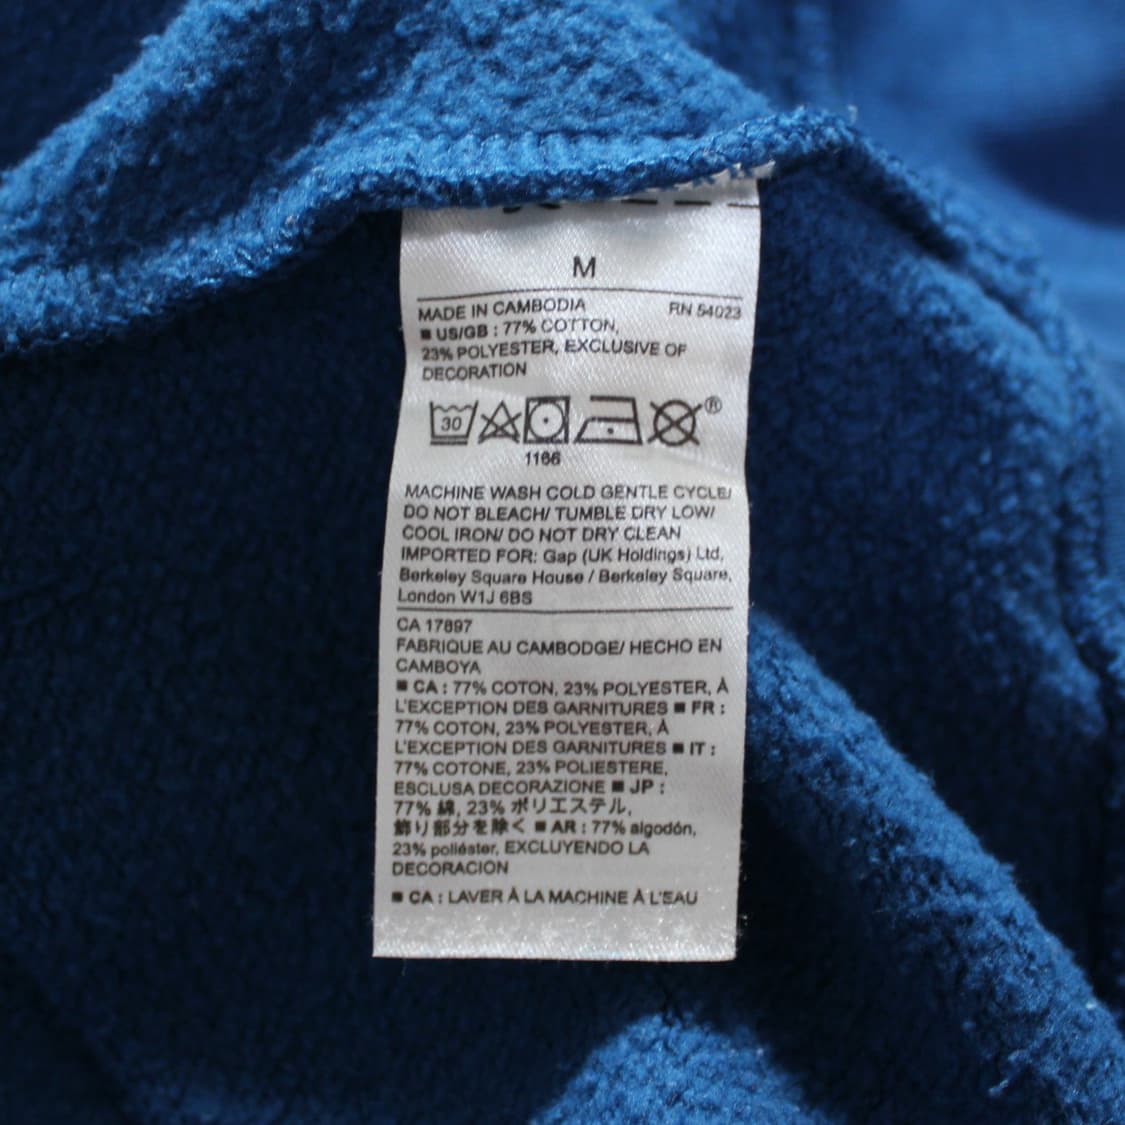 M
MADE IN CAMBODIA RN 54023
■ US/GB : 77% COTTON,
23% POLYESTER, EXCLUSIVE OF
DECORATION
30 ®
1166
MACHINE WASH COLD GENTLE CYCLE/
DO NOT BLEACH/ TUMBLE DRY LOW/
COOL IRON/ DO NOT DRY CLEAN
IMPORTED FOR: Gap (UK Holdings) Ltd,
Berkeley Square House / Berkeley Square,
London W1J 6BS
CA 17897
FABRIQUE AU CAMBODGE/ HECHO EN
CAMBOYA
■ CA : 77% COTON, 23% POLYESTER, À
L'EXCEPTION DES GARNITURES ■ FR :
77% COTON, 23% POLYESTER, À
L'EXCEPTION DES GARNITURES ■ IT :
77% COTONE, 23% POLIESTERE,
ESCLUSA DECORAZIONE ■ JP :
77% 綿, 23% ポリエステル,
飾り部分を除く ■ AR : 77% algodón,
23% poliéster, EXCLUYENDO LA
DECORACION
■ CA : LAVER À LA MACHINE À L'EAU